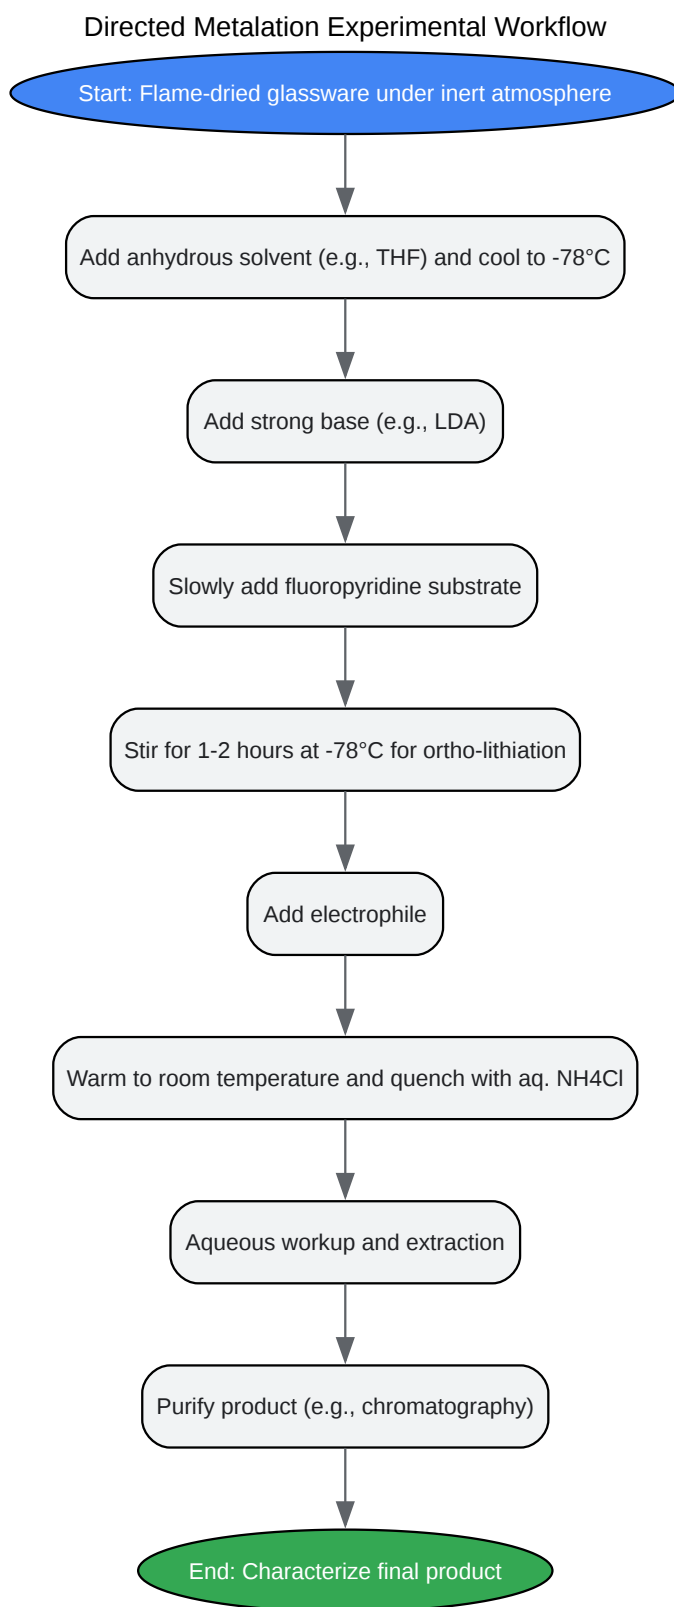 Directed Metalation Experimental Workflow
Start: Flame-dried glassware under inert atmosphere
Add anhydrous solvent (e.g., THF) and cool to -78°C
Add strong base (e.g., LDA)
Slowly add fluoropyridine substrate
Stir for 1-2 hours at -78°C for ortho-lithiation
Add electrophile
Warm to room temperature and quench with aq. NH4Cl
Aqueous workup and extraction
Purify product (e.g., chromatography)
End: Characterize final product